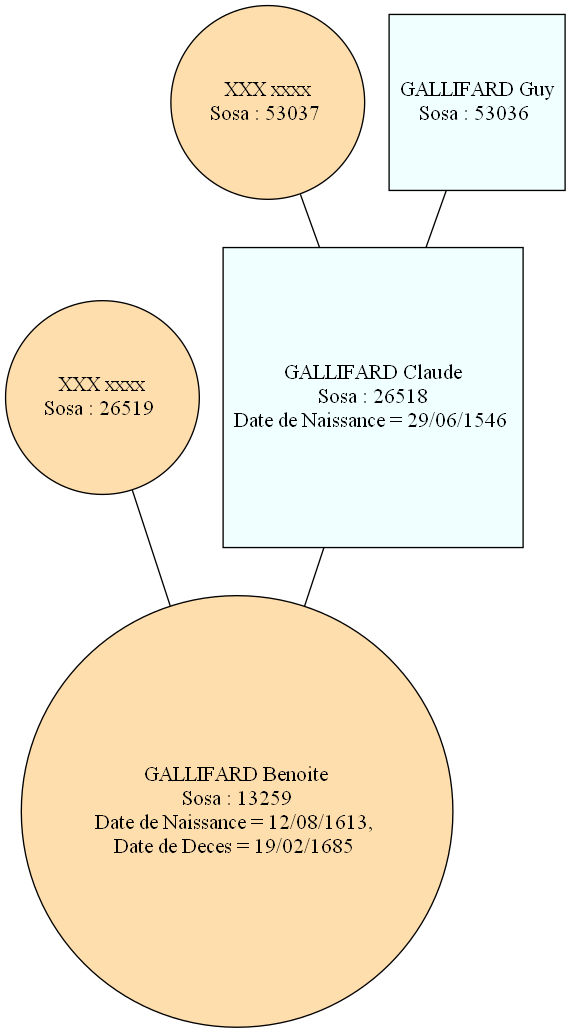 XXX xxxx
Sosa : 53037
GALLIFARD Guy
Sosa : 53036
GALLIFARD Claude
Sosa : 26518
Date de Naissance = 29/06/1546
XXX xxxx
Sosa : 26519
GALLIFARD Benoite
Sosa : 13259
Date de Naissance = 12/08/1613,
Date de Deces = 19/02/1685